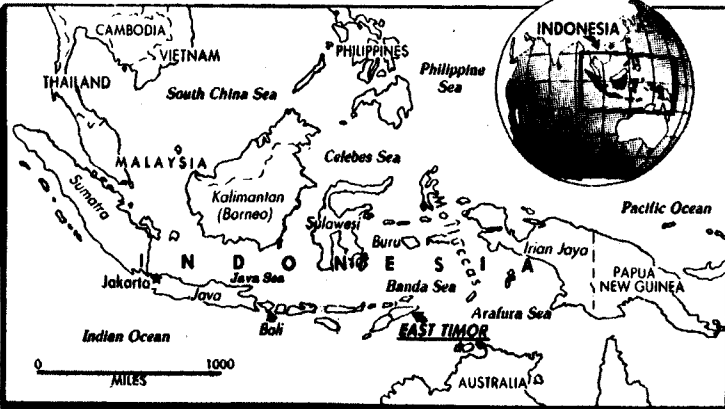 INDONESIA
CAMBODIA
VIETNAM
THAILAND
PHILIPPINES
Philippine
Sea
South China Sea
MALAYSIA
Celebes Sea
Sumatra
Kalimantan
(Borneo)
Sulawesi
Moluccas
Pacific Ocean
Buru
Irian Jaya
INDONESIA
Jakarta
Java Sea
Java
Banda Sea
PAPUA
NEW GUINEA
Arafura Sea
Bali
EAST TIMOR
Indian Ocean
0 1000
MILES
AUSTRALIA